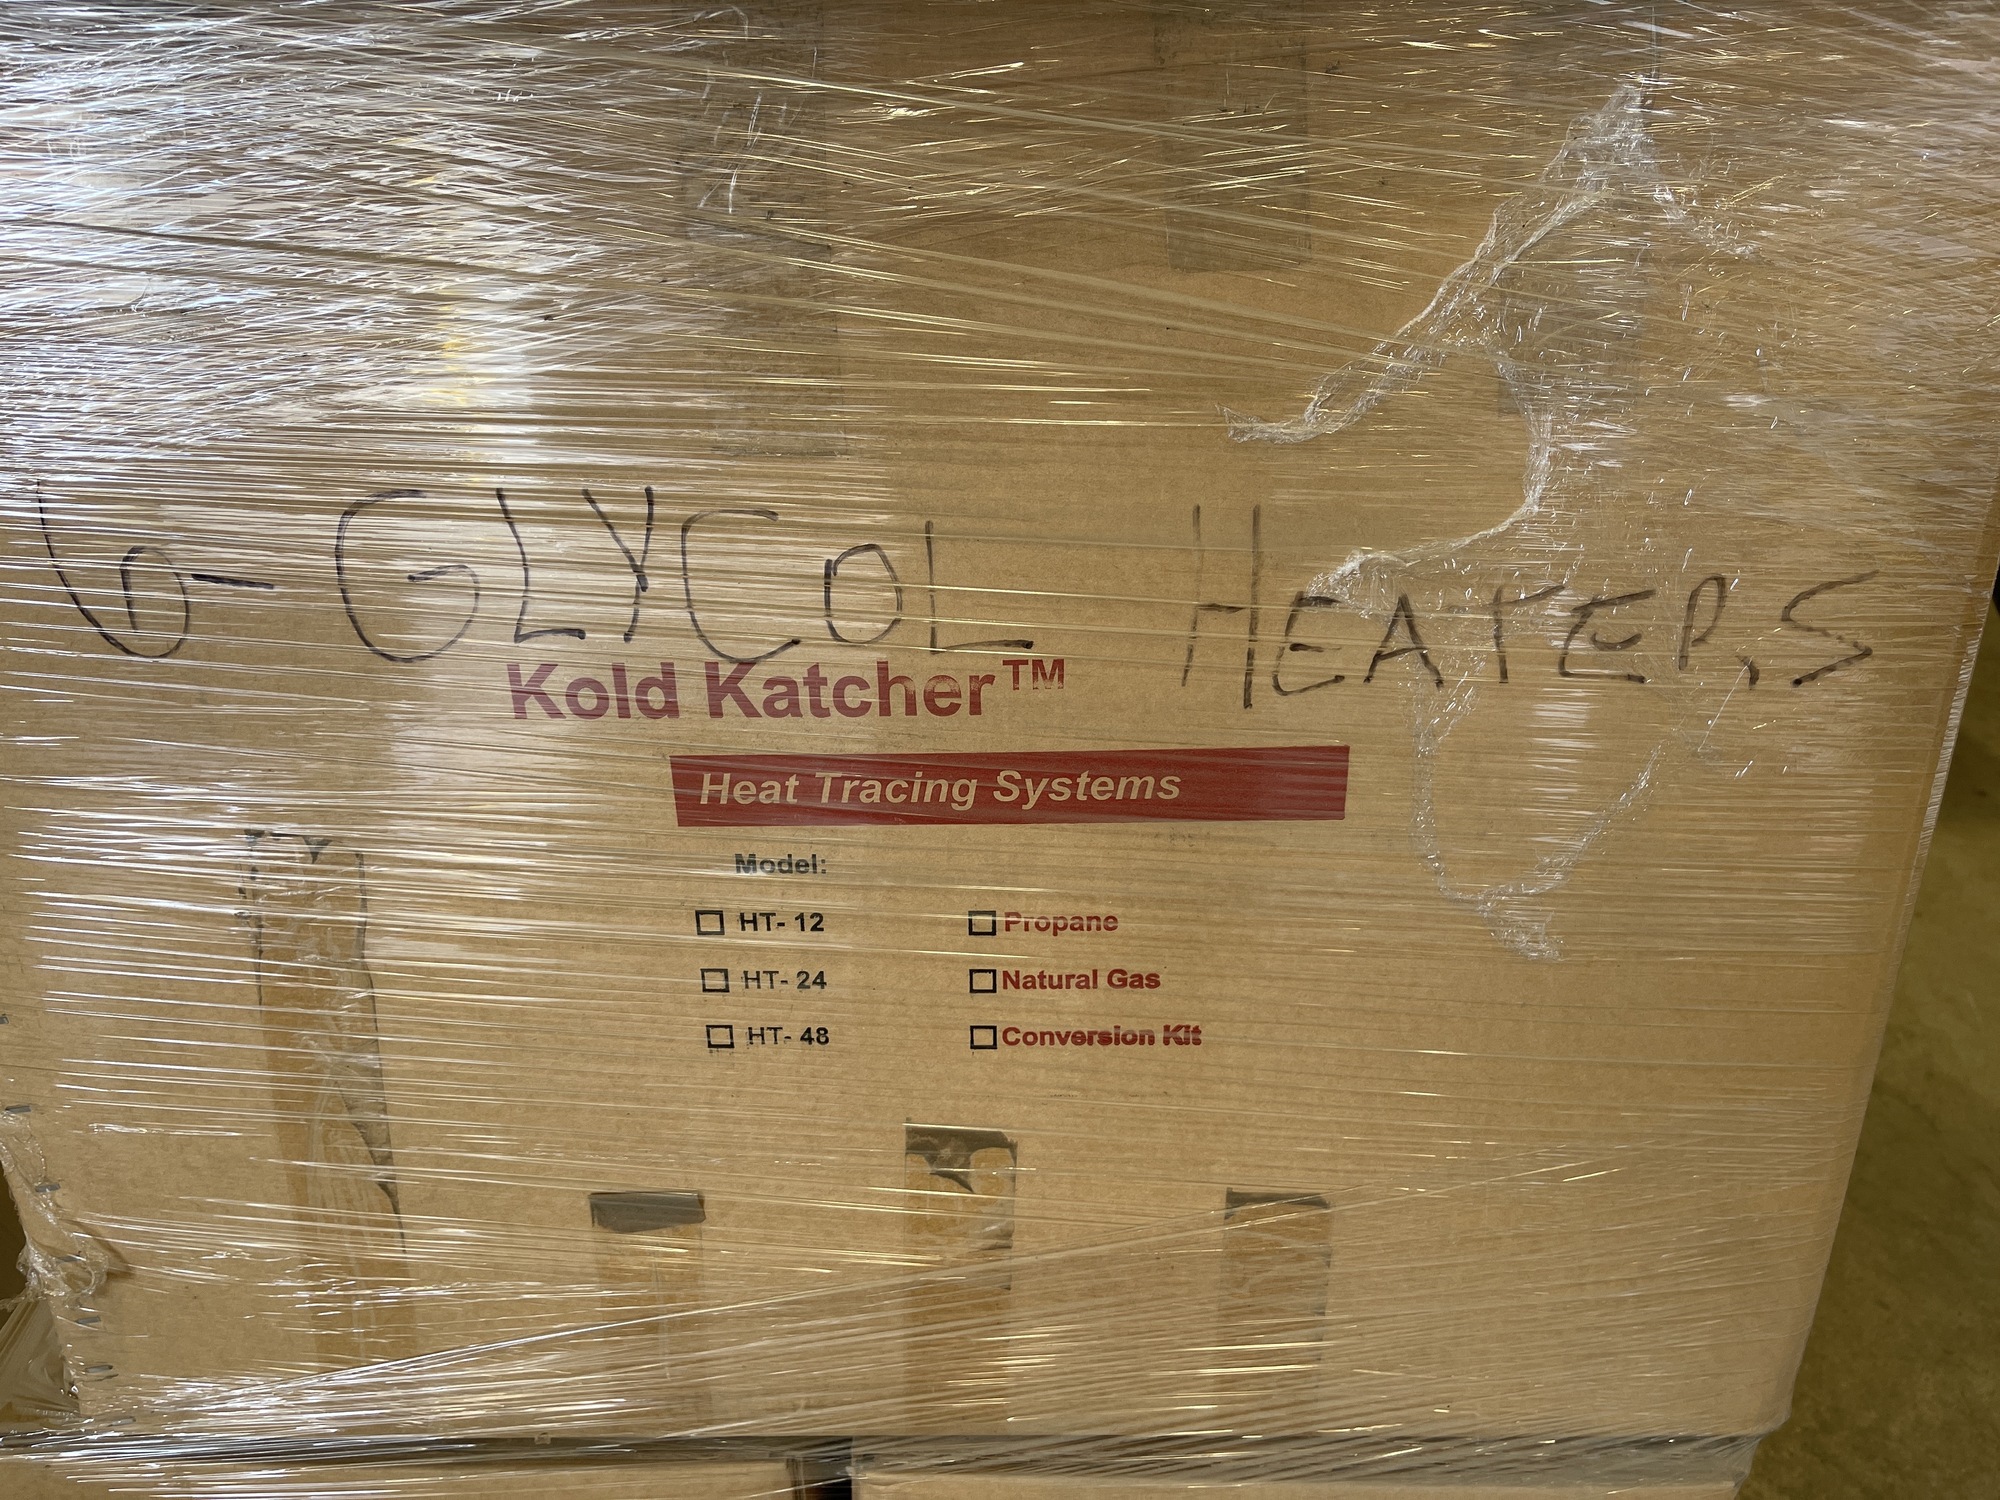 6-GLYCOL HEATERS
Kold Katcher™
Heat Tracing Systems
Model:
☐ HT- 12 ☐ Propane
☐ HT- 24 ☐ Natural Gas
☐ HT- 48 ☐ Conversion Kit